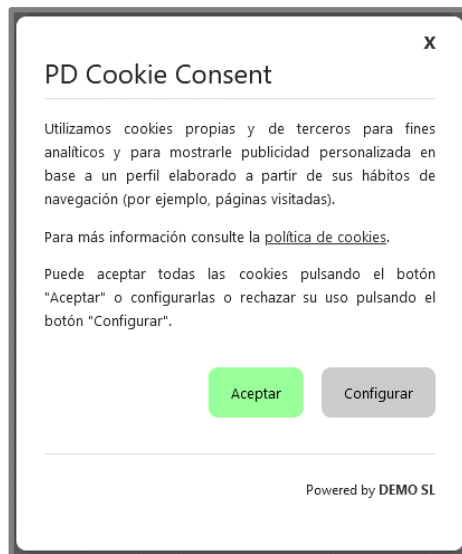 X
PD Cookie Consent
Utilizamos cookies propias y de terceros para fines
analíticos y para mostrarle publicidad personalizada en
base a un perfil elaborado a partir de sus hábitos de
navegación (por ejemplo, páginas visitadas).
Para más información consulte la política de cookies.
Puede aceptar todas las cookies pulsando el botón
"Aceptar" o configurarlas o rechazar su uso pulsando el
botón "Configurar".
Aceptar Configurar
Powered by DEMO SL